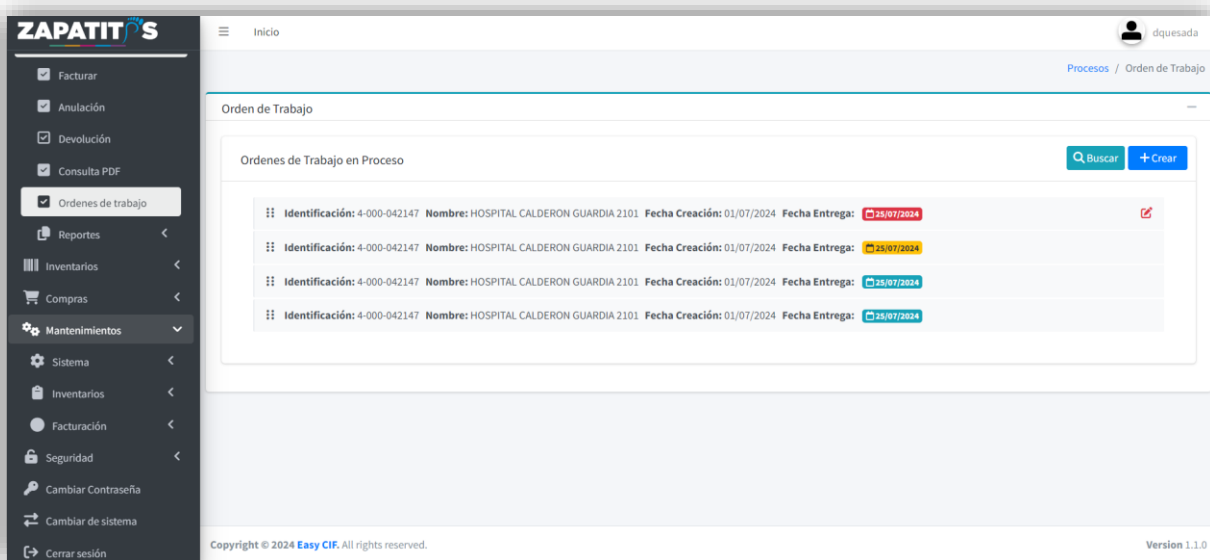 ZAPATITOS
Inicio
dquesada
Procesos / Orden de Trabajo
Facturar
Anulación
Devolución
Consulta PDF
Ordenes de trabajo
Reportes
Inventarios
Compras
Mantenimientos
Sistema
Inventarios
Facturación
Seguridad
Cambiar Contraseña
Cambiar de sistema
Cerrar sesión
Orden de Trabajo
Ordenes de Trabajo en Proceso
Buscar
Crear
Identificación: 4-000-042147 Nombre: HOSPITAL CALDERON GUARDIA 2101 Fecha Creación: 01/07/2024 Fecha Entrega: 25/07/2024
Identificación: 4-000-042147 Nombre: HOSPITAL CALDERON GUARDIA 2101 Fecha Creación: 01/07/2024 Fecha Entrega: 25/07/2024
Identificación: 4-000-042147 Nombre: HOSPITAL CALDERON GUARDIA 2101 Fecha Creación: 01/07/2024 Fecha Entrega: 25/07/2024
Identificación: 4-000-042147 Nombre: HOSPITAL CALDERON GUARDIA 2101 Fecha Creación: 01/07/2024 Fecha Entrega: 25/07/2024
Copyright © 2024 Easy CIF. All rights reserved.
Version 1.1.0